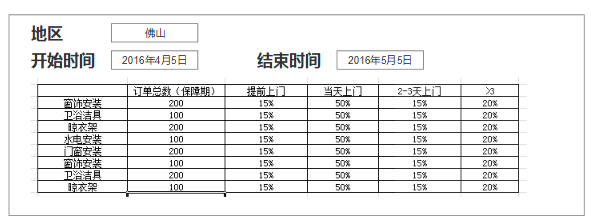 地区 佛山
开始时间 2016年4月5日 结束时间 2016年5月5日
订单总数（保障期） 提前上门 当天上门 2-3天上门 >3
窗饰安装 200 15% 50% 15% 20%
卫浴洁具 100 15% 50% 15% 20%
晾衣架 200 15% 50% 15% 20%
水电安装 100 15% 50% 15% 20%
门窗安装 200 15% 50% 15% 20%
窗饰安装 100 15% 50% 15% 20%
卫浴洁具 200 15% 50% 15% 20%
晾衣架 100 15% 50% 15% 20%